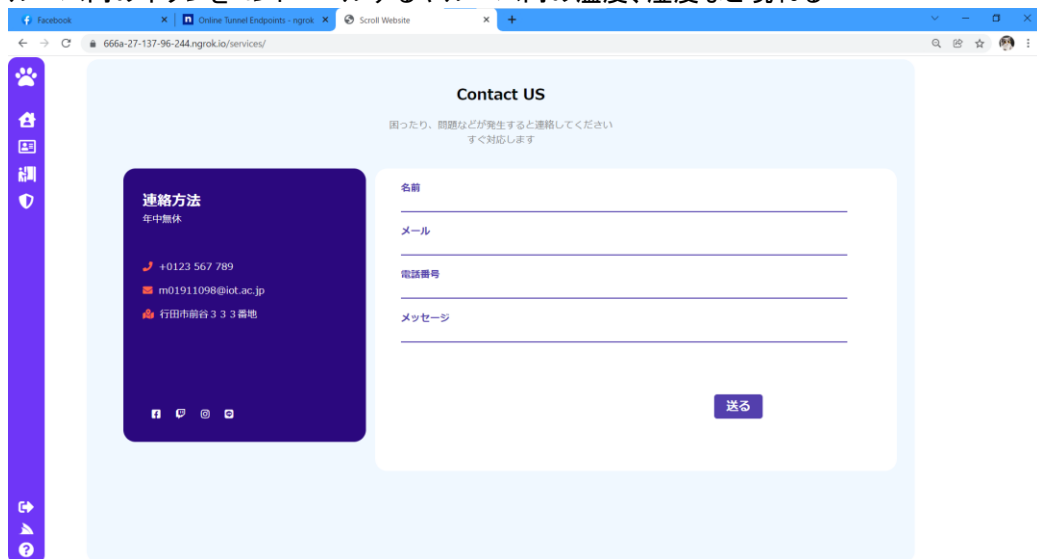 Facebook
Online Tunnel Endpoints - ngrok
Scroll Website
666a-27-137-96-244.ngrok.io/services/
Contact US
困ったり、問題などが発生すると連絡してください
すぐ対応します
連絡方法
年中無休
+0123 567 789
m01911098@iot.ac.jp
行田市前谷３３３番地
名前
メール
電話番号
メッセージ
送る